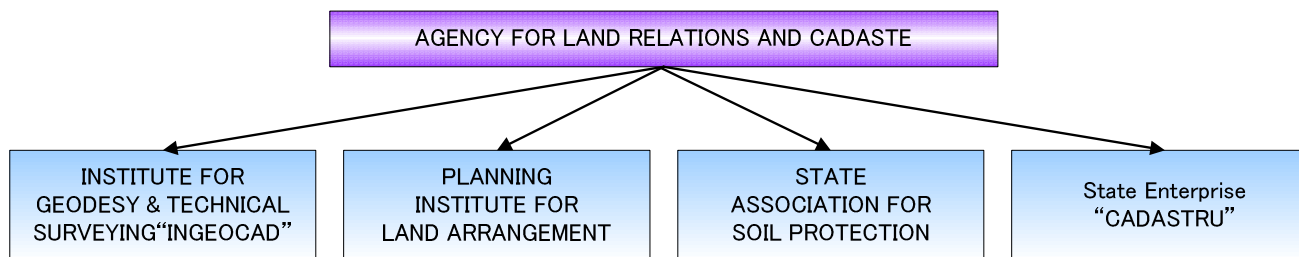 AGENCY FOR LAND RELATIONS AND CADASTE
INSTITUTE FOR
GEODESY & TECHNICAL
SURVEYING“INGEOCAD”
PLANNING
INSTITUTE FOR
LAND ARRANGEMENT
STATE
ASSOCIATION FOR
SOIL PROTECTION
State Enterprise
“CADASTRU”